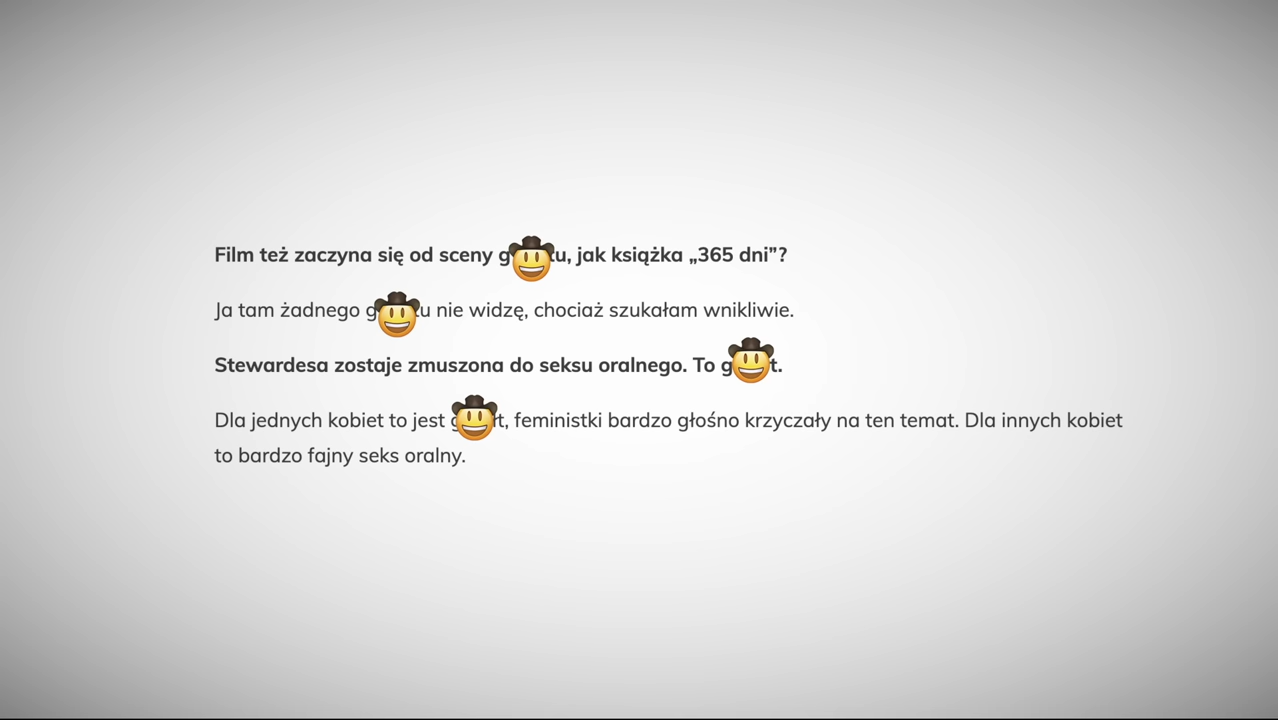 Film też zaczyna się od sceny g tu, jak książka „365 dni”?
Ja tam żadnego g u nie widzę, chociaż szukałam wnikliwie.
Stewardesa zostaje zmuszona do seksu oralnego. To g t.
Dla jednych kobiet to jest g t, feministki bardzo głośno krzyczały na ten temat. Dla innych kobiet
to bardzo fajny seks oralny.